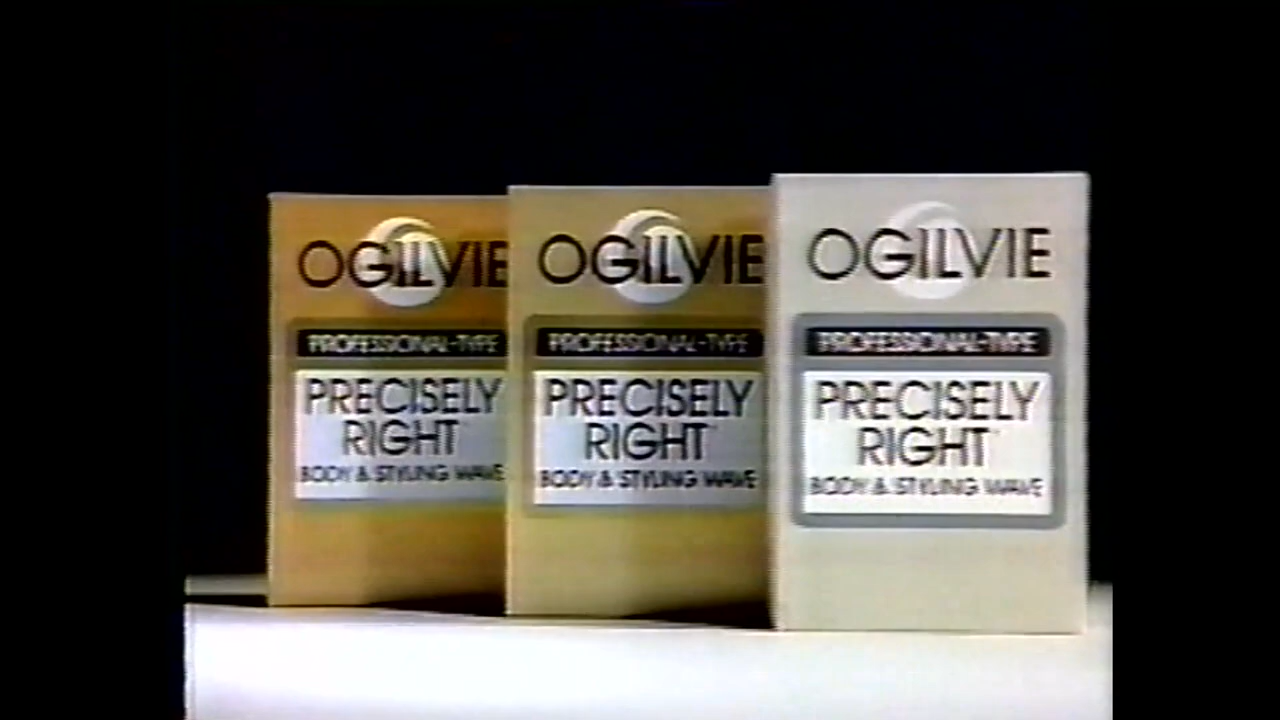 OGILVIE
PROFESSIONAL-TYPE
PRECISELY
RIGHT
BODY & STYLING WAVE
OGILVIE
PROFESSIONAL-TYPE
PRECISELY
RIGHT
BODY & STYLING WAVE
OGILVIE
PROFESSIONAL-TYPE
PRECISELY
RIGHT
BODY & STYLING WAVE